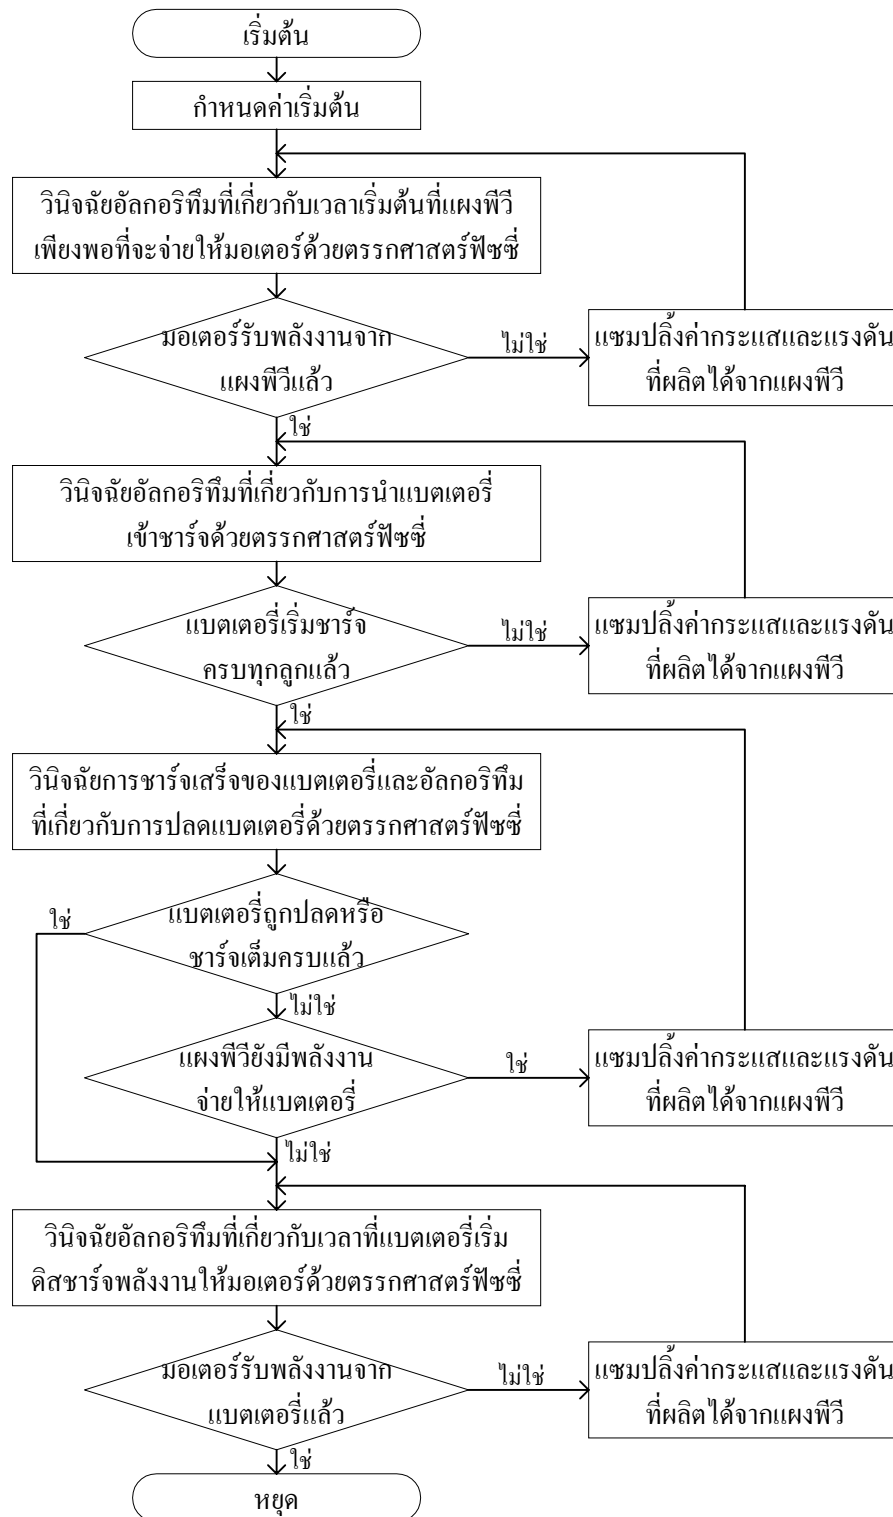 เริ่มต้น
กำหนดค่าเริ่มต้น
วินิจฉัยอัลกอริทึมที่เกี่ยวกับเวลาเริ่มต้นที่แผงพีวี
เพียงพอที่จะจ่ายให้มอเตอร์ด้วยตรรกศาสตร์ฟัซซี่
มอเตอร์รับพลังงานจาก
แผงพีวีแล้ว
ไม่ใช่
แซมปลิ้งค่ากระแสและแรงดัน
ที่ผลิตได้จากแผงพีวี
ใช่
วินิจฉัยอัลกอริทึมที่เกี่ยวกับการนำแบตเตอรี่
เข้าชาร์จด้วยตรรกศาสตร์ฟัซซี่
แบตเตอรี่เริ่มชาร์จ
ครบทุกลูกแล้ว
ไม่ใช่
แซมปลิ้งค่ากระแสและแรงดัน
ที่ผลิตได้จากแผงพีวี
ใช่
วินิจฉัยการชาร์จเสร็จของแบตเตอรี่และอัลกอริทึม
ที่เกี่ยวกับการปลดแบตเตอรี่ด้วยตรรกศาสตร์ฟัซซี่
แบตเตอรี่ถูกปลดหรือ
ชาร์จเต็มครบแล้ว
ใช่
ไม่ใช่
แผงพีวียังมีพลังงาน
จ่ายให้แบตเตอรี่
ใช่
แซมปลิ้งค่ากระแสและแรงดัน
ที่ผลิตได้จากแผงพีวี
ไม่ใช่
วินิจฉัยอัลกอริทึมที่เกี่ยวกับเวลาที่แบตเตอรี่เริ่ม
ดิสชาร์จพลังงานให้มอเตอร์ด้วยตรรกศาสตร์ฟัซซี่
มอเตอร์รับพลังงานจาก
แบตเตอรี่แล้ว
ไม่ใช่
แซมปลิ้งค่ากระแสและแรงดัน
ที่ผลิตได้จากแผงพีวี
ใช่
หยุด